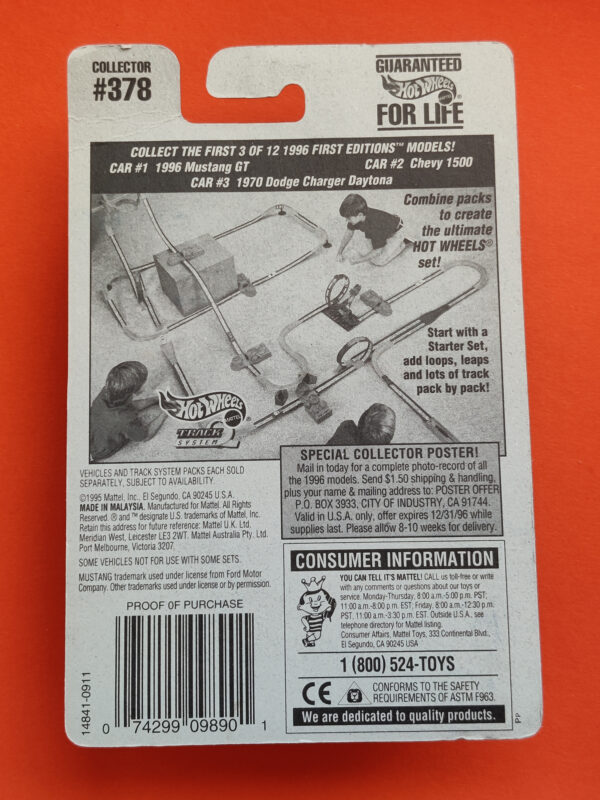 COLLECTOR
#378
GUARANTEED
Hot Wheels®
FOR LIFE
COLLECT THE FIRST 3 OF 12 1996 FIRST EDITIONS™ MODELS!
CAR #1 1996 Mustang GT CAR #2 Chevy 1500
CAR #3 1970 Dodge Charger Daytona
Combine packs
to create
the ultimate
HOT WHEELS®
set!
Start with a
Starter Set,
add loops, leaps
and lots of track
pack by pack!
Hot Wheels
MATTEL
TRACK
SYSTEM
VEHICLES AND TRACK SYSTEM PACKS EACH SOLD
SEPARATELY, SUBJECT TO AVAILABILITY.
©1995 Mattel, Inc., El Segundo, CA 90245 U.S.A.
MADE IN MALAYSIA. Manufactured for Mattel. All Rights
Reserved. ® and ™ designate U.S. trademarks of Mattel, Inc.
Retain this address for future reference: Mattel U.K. Ltd.
Meridian West, Leicester LE3 2WT. Mattel Australia Pty. Ltd.
Port Melbourne, Victoria 3207.
SOME VEHICLES NOT FOR USE WITH SOME SETS.
MUSTANG trademark used under license from Ford Motor
Company. Other trademarks used under license or by permission.
PROOF OF PURCHASE
14841-0911
0 74299 09890 1
SPECIAL COLLECTOR POSTER!
Mail in today for a complete photo-record of all
the 1996 models. Send $1.50 shipping & handling,
plus your name & mailing address to: POSTER OFFER
P.O. BOX 3933, CITY OF INDUSTRY, CA 91744.
Valid in U.S.A. only, offer expires 12/31/96 while
supplies last. Please allow 8-10 weeks for delivery.
CONSUMER INFORMATION
YOU CAN TELL IT'S MATTEL! CALL us toll-free or write
with any comments or questions about our toys or
service. Monday-Thursday, 8:00 a.m.-5:00 p.m. PST;
11:00 a.m.-8:00 p.m. EST; Friday, 8:00 a.m.-12:30 p.m.
PST, 11:00 a.m.-3:30 p.m. EST. Outside U.S.A., see
telephone directory for Mattel listing.
Consumer Affairs, Mattel Toys, 333 Continental Blvd.,
El Segundo, CA 90245 USA
1 (800) 524-TOYS
CE
CONFORMS TO THE SAFETY
REQUIREMENTS OF ASTM F963.
We are dedicated to quality products.
P9